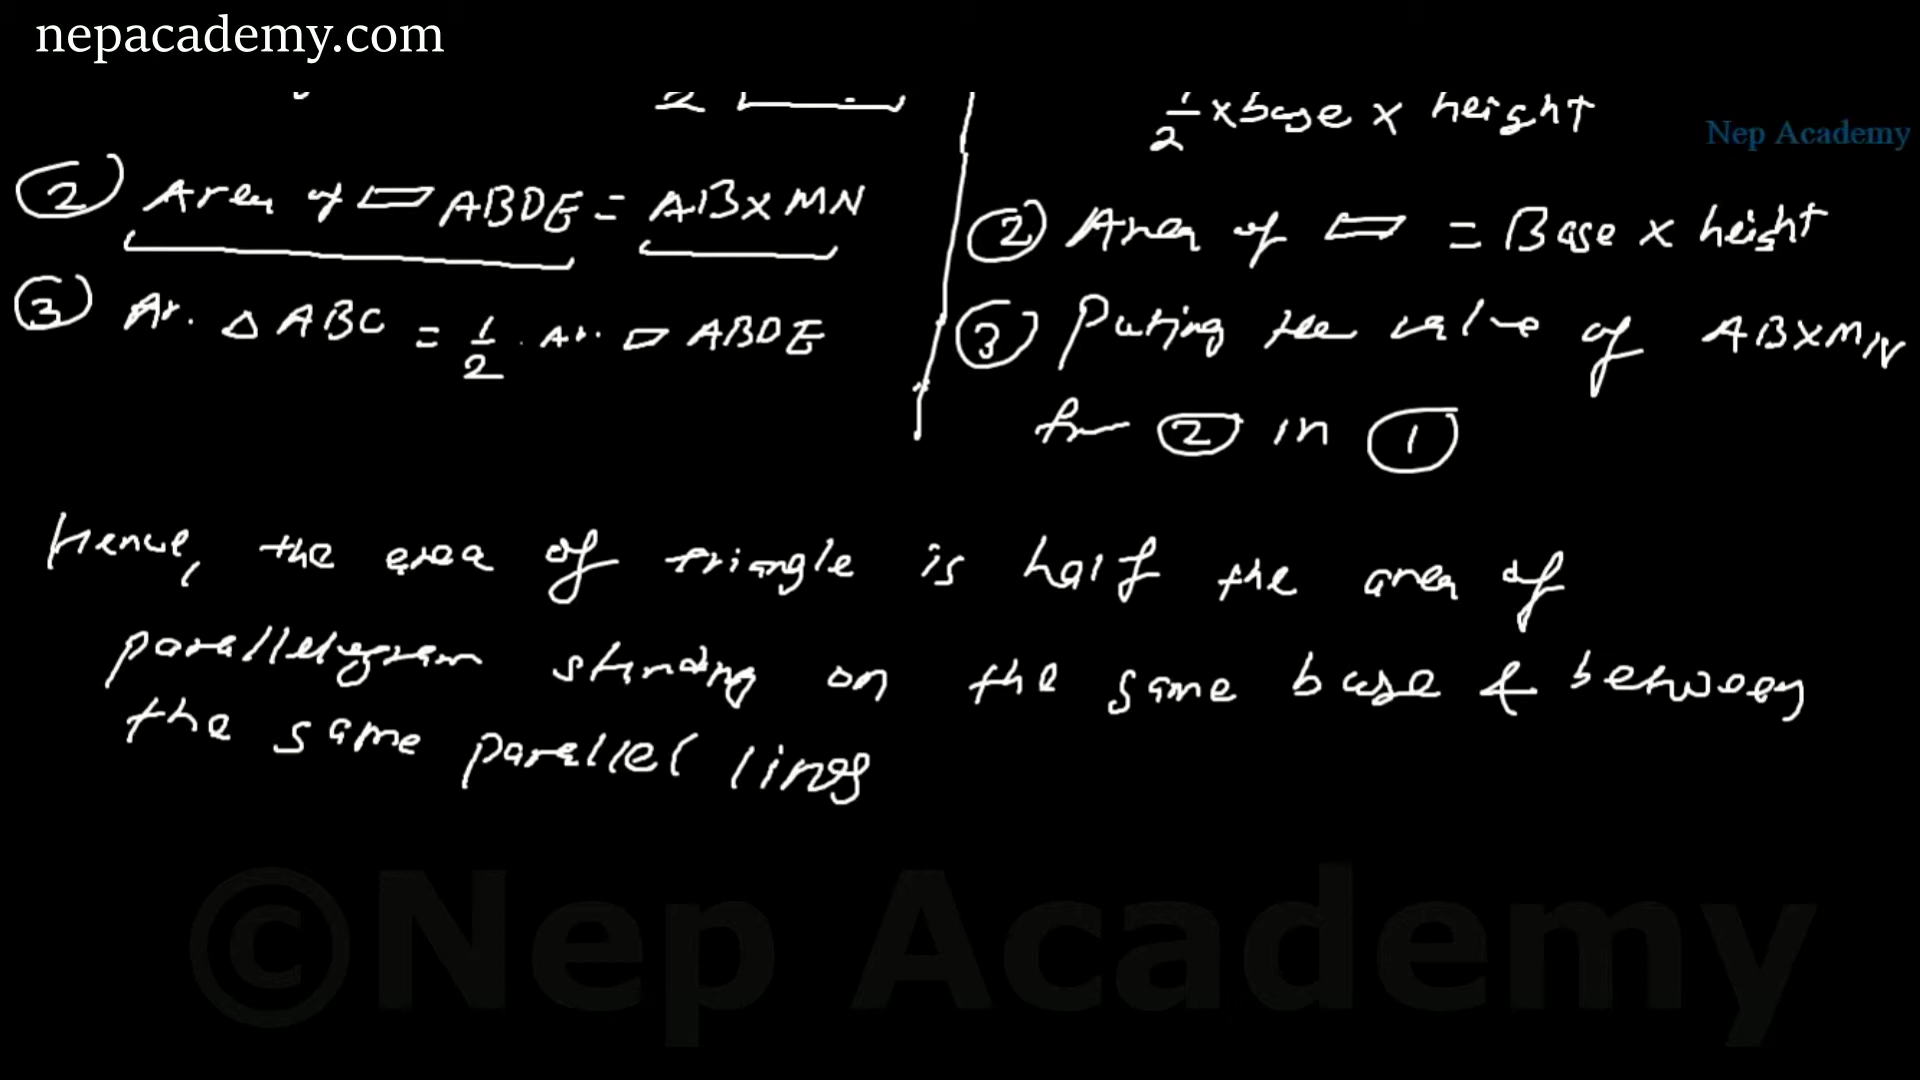 nepacademy.com
1/2 × base × height
Nep Academy
② Area of ▱ ABDE = AB × MN
② Area of ▱ = Base × height
③ Ar. △ ABC = 1/2 . Ar. ▱ ABDE
③ Puting the value of AB×MN
from ② in ①
Hence, the area of triangle is half the area of
parallelogram standing on the same base & between
the same parallel lines
©Nep Academy